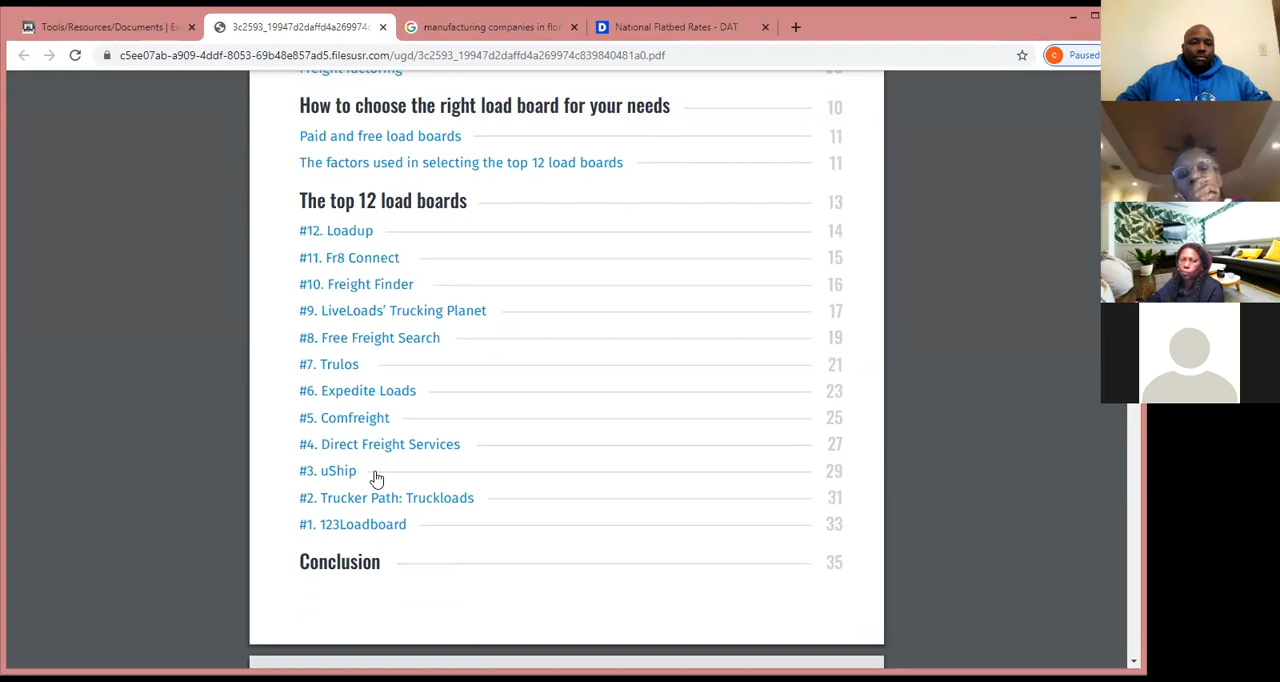 Tools/Resources/Documents | E
3c2593_19947d2daffd4a269974c
manufacturing companies in flor
National Flatbed Rates - DAT
c5ee07ab-a909-4ddf-8053-69b48e857ad5.filesusr.com/ugd/3c2593_19947d2daffd4a269974c839840481a0.pdf
C Paused
Freight factoring
How to choose the right load board for your needs 10
Paid and free load boards 11
The factors used in selecting the top 12 load boards 11
The top 12 load boards 13
#12. Loadup 14
#11. Fr8 Connect 15
#10. Freight Finder 16
#9. LiveLoads’ Trucking Planet 17
#8. Free Freight Search 19
#7. Trulos 21
#6. Expedite Loads 23
#5. Comfreight 25
#4. Direct Freight Services 27
#3. uShip 29
#2. Trucker Path: Truckloads 31
#1. 123Loadboard 33
Conclusion 35